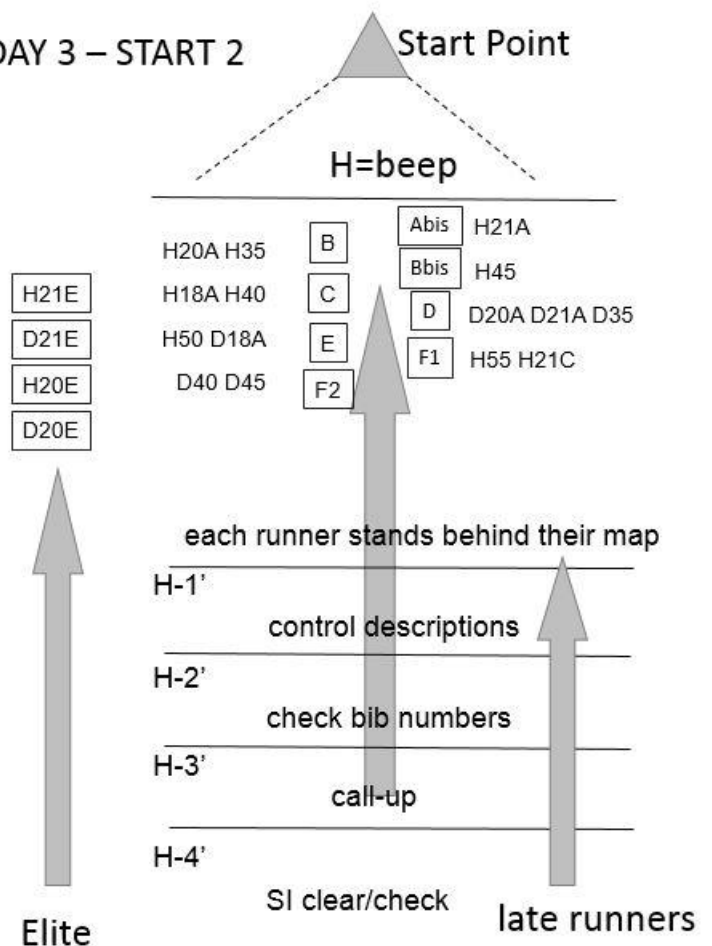 DAY 3 – START 2
Start Point
H=beep
Abis H21A
H20A H35 B
Bbis H45
H21E
H18A H40 C
D D20A D21A D35
D21E
H50 D18A E
F1 H55 H21C
H20E
D40 D45 F2
D20E
each runner stands behind their map
H-1’
control descriptions
H-2’
check bib numbers
H-3’
call-up
H-4’
SI clear/check
Elite
late runners